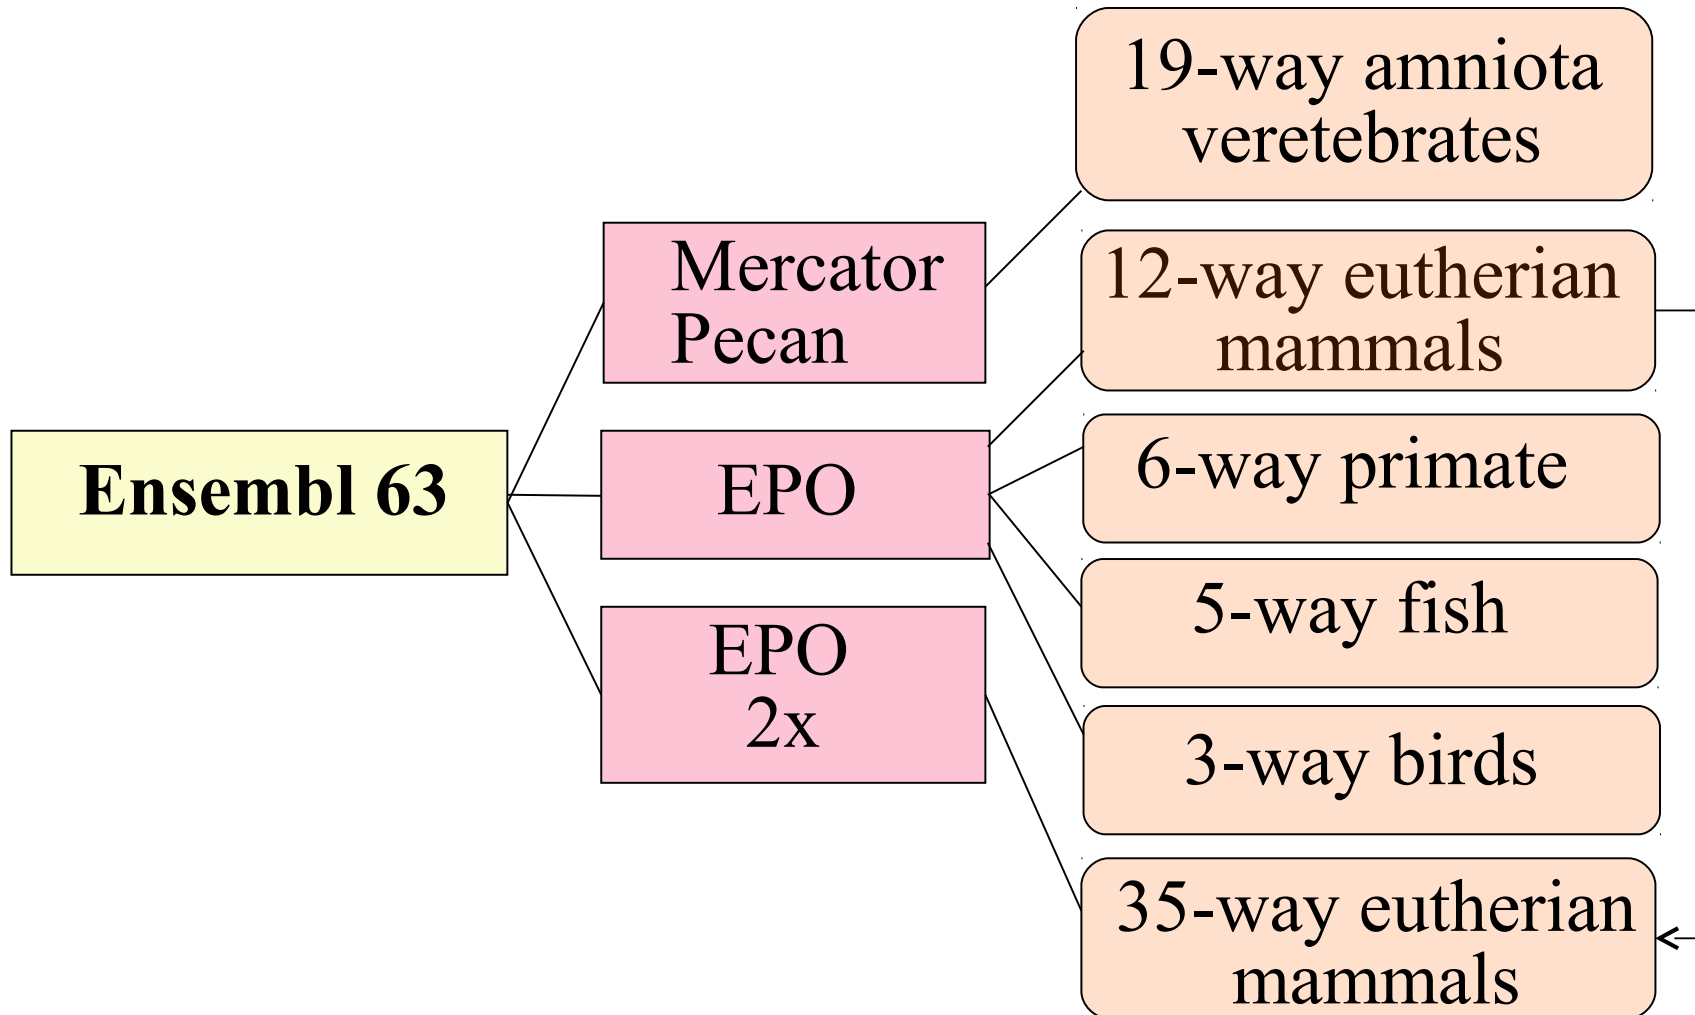 19-way amniota
veretebrates
Mercator
Pecan
12-way eutherian
mammals
Ensembl 63
EPO
6-way primate
5-way fish
EPO
2x
3-way birds
35-way eutherian
mammals